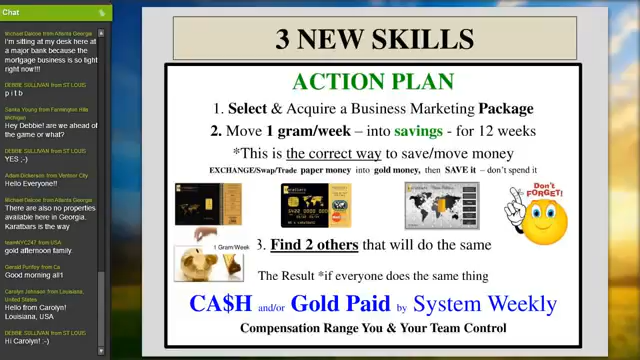 Chat
Michael Dalcoe from Atlanta Georgia
I'm sitting at my desk here at
a major bank because the
mortgage business is so tight
right now!!!
DEBBIE SULLIVAN from ST LOUIS
p i t b
Samia Young from Farmington Hills
Michigan
Hey Debbie! are we ahead of
the game or what?
DEBBIE SULLIVAN from ST LOUIS
YES ;-)
Adam Dickerson from
Hello Everyone!!
Michael Dalcoe from Atlanta Georgia
There are also no properties
available here in Georgia.
Karatbars is the way
teamNYC247 from USA
gold afternoon family.
Gerald Purifey from Ca
Good morning all1
Carolyn Johnson from Louisiana,
United States
Hello from Carolyn!
Louisiana, USA
DEBBIE SULLIVAN from ST LOUIS
Hi Carolyn! :-)
3 NEW SKILLS
ACTION PLAN
1. Select & Acquire a Business Marketing Package
2. Move 1 gram/week – into savings - for 12 weeks
*This is the correct way to save/move money
EXCHANGE/Swap/Trade paper money into gold money, then SAVE it – don't spend it
Don't
FORGET!
1 Gram/Week
3. Find 2 others that will do the same
The Result *if everyone does the same thing
CA$H and/or Gold Paid by System Weekly
Compensation Range You & Your Team Control